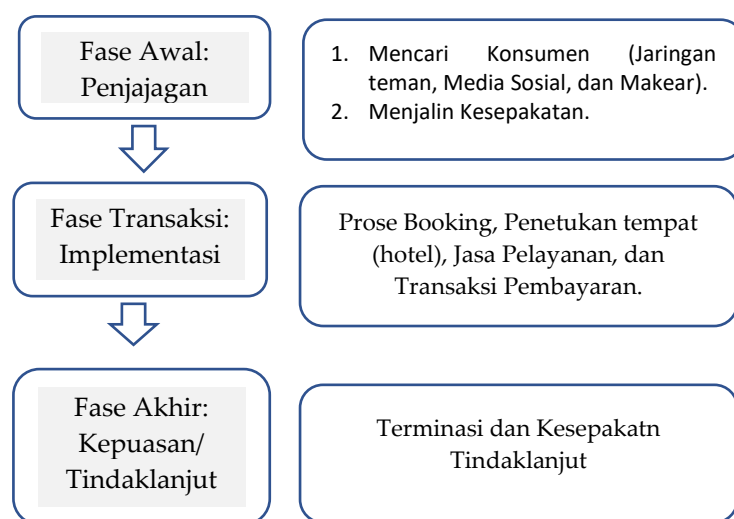 Fase Awal:
Penjajagan
1. Mencari Konsumen (Jaringan
teman, Media Sosial, dan Makear).
2. Menjalin Kesepakatan.
Fase Transaksi:
Implementasi
Prose Booking, Penetukan tempat
(hotel), Jasa Pelayanan, dan
Transaksi Pembayaran.
Fase Akhir:
Kepuasan/
Tindaklanjut
Terminasi dan Kesepakatn
Tindaklanjut